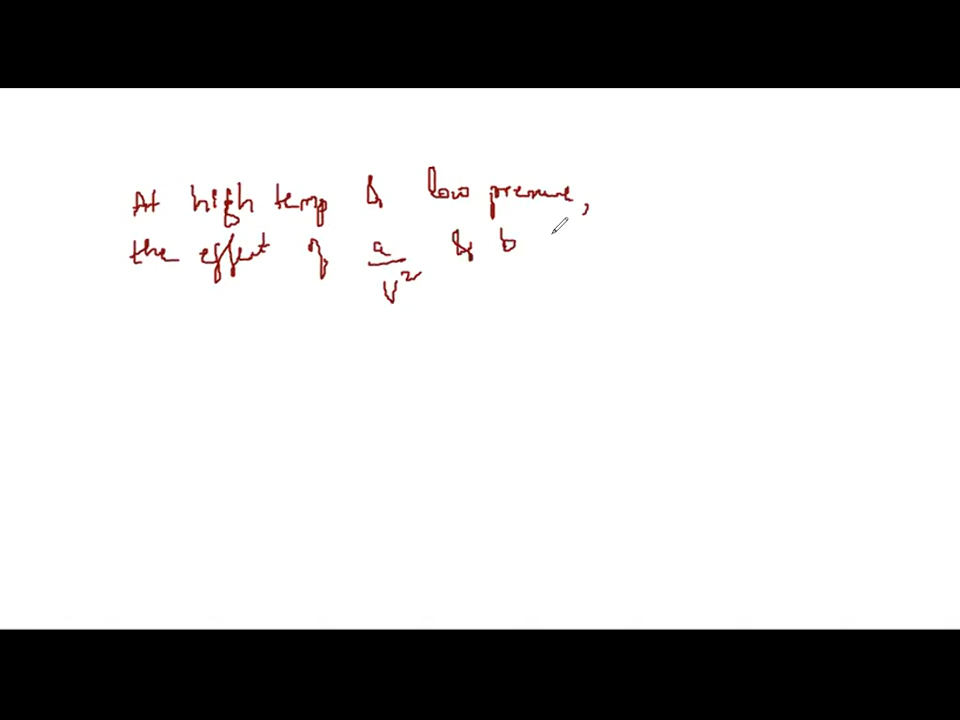 At high temp & low pressure,
the effect of a/V² & b